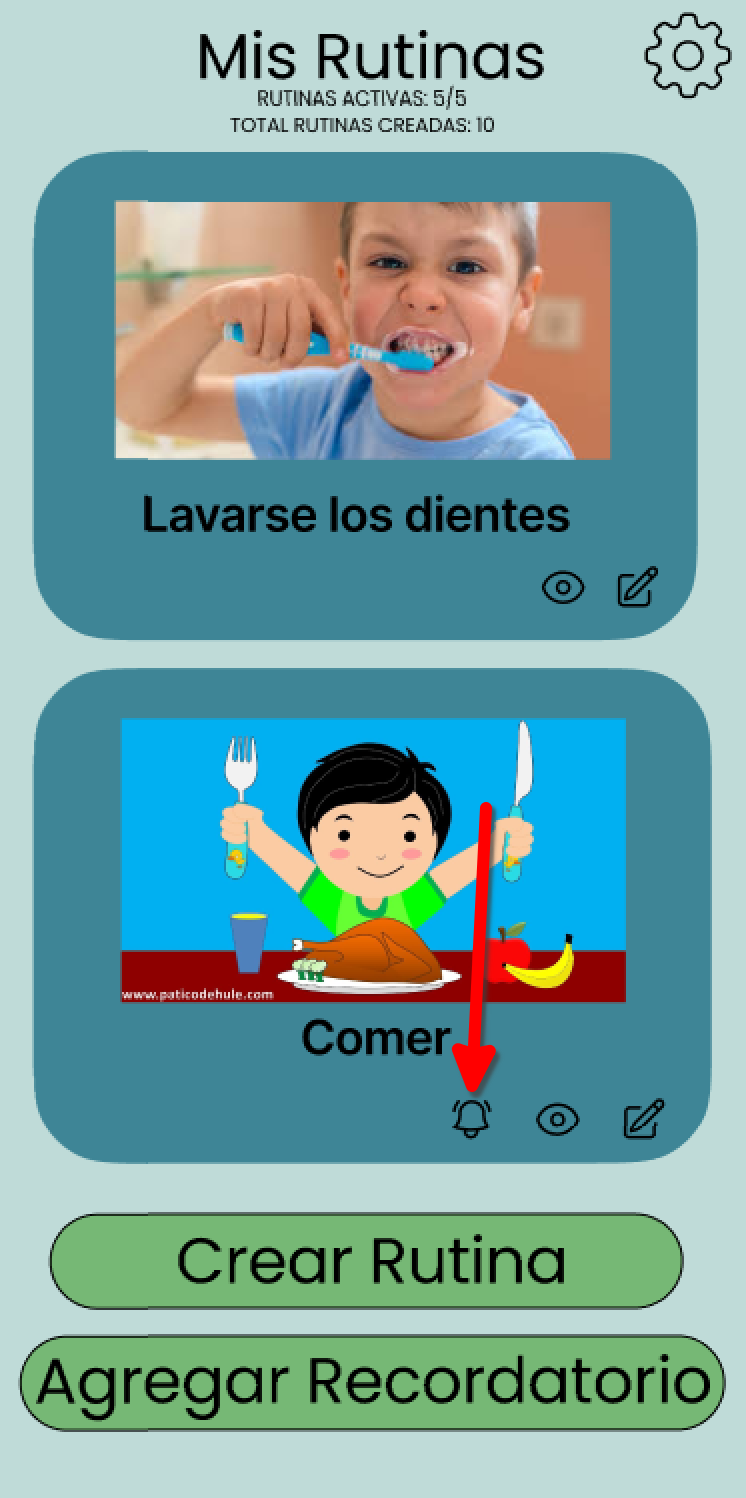 Mis Rutinas
RUTINAS ACTIVAS: 5/5
TOTAL RUTINAS CREADAS: 10
Lavarse los dientes
www.paticodehule.com
Comer
Crear Rutina
Agregar Recordatorio